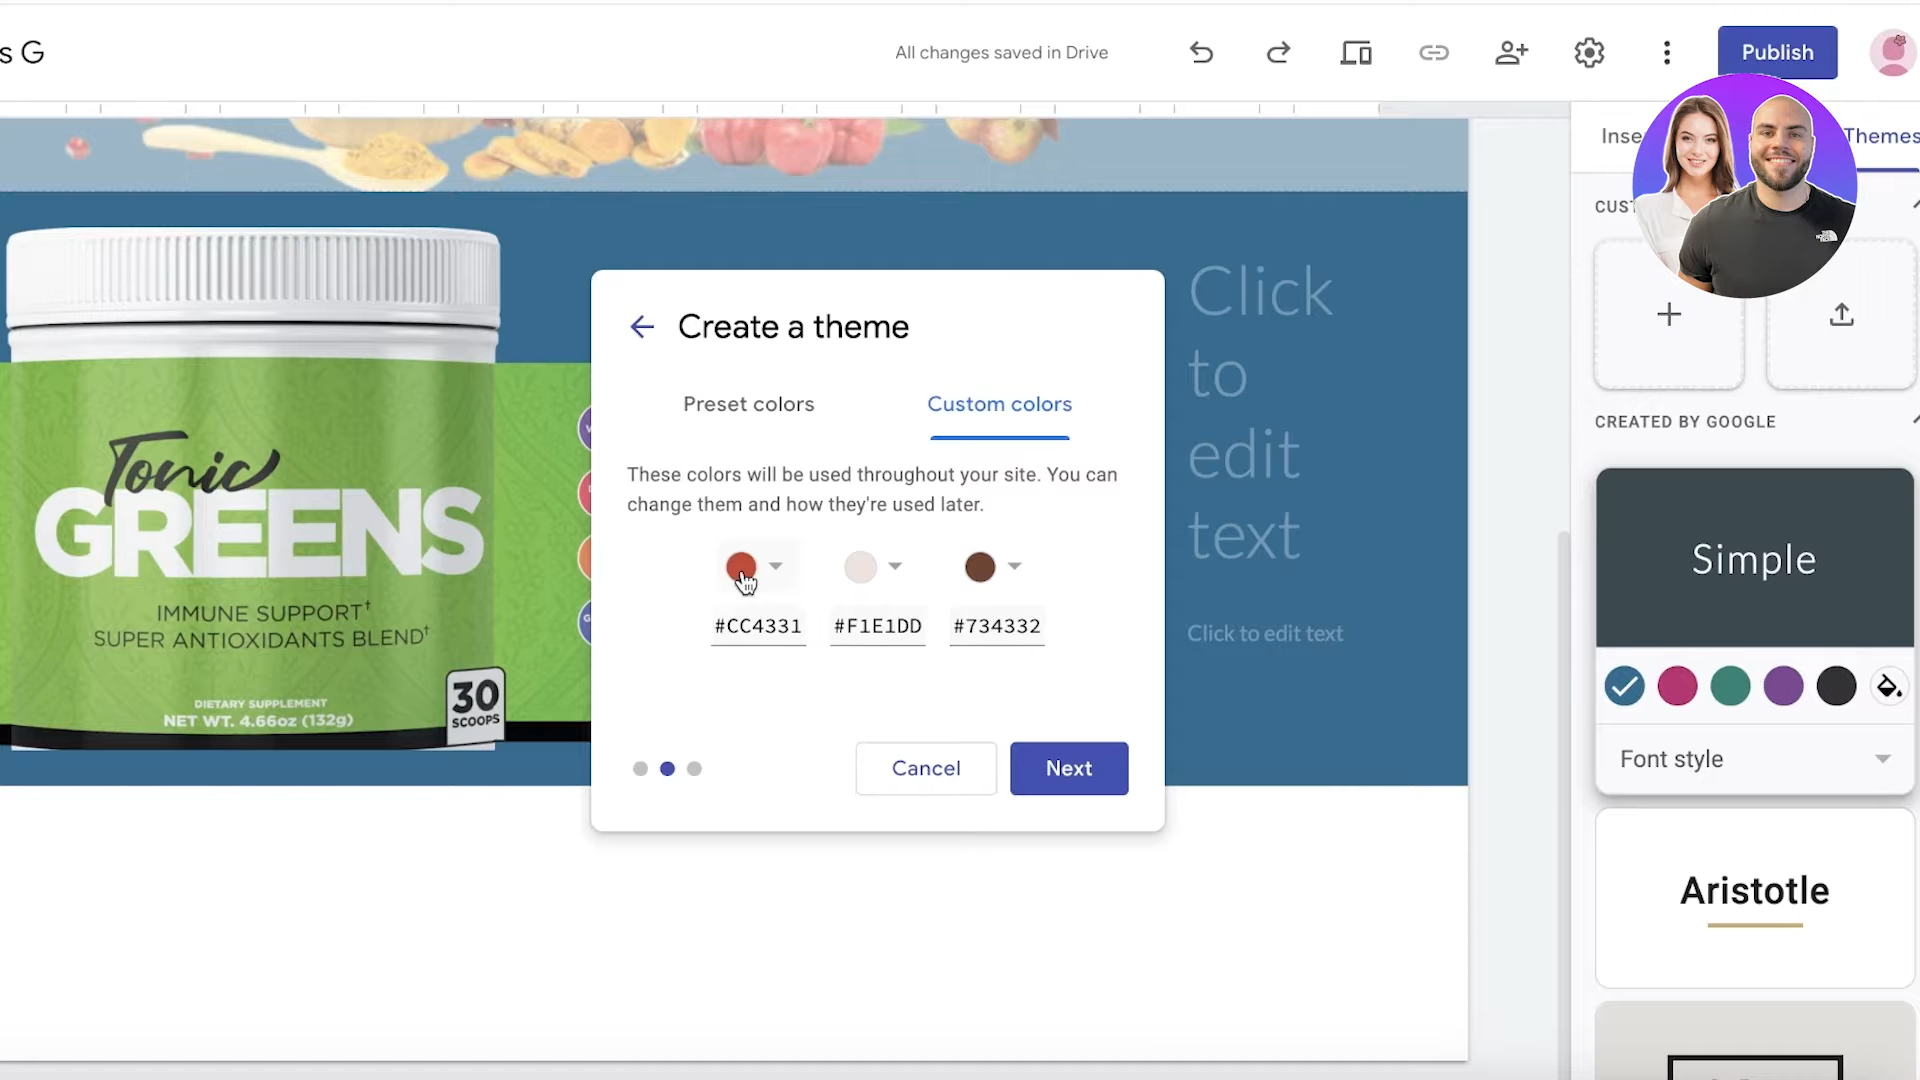 s G
All changes saved in Drive
Publish
Inse
Themes
CUST
Create a theme
Preset colors
Custom colors
These colors will be used throughout your site. You can
change them and how they're used later.
#CC4331
#F1E1DD
#734332
Cancel
Next
Click
to
edit
text
Click to edit text
Tonic
GREENS
IMMUNE SUPPORT†
SUPER ANTIOXIDANTS BLEND†
DIETARY SUPPLEMENT
NET WT. 4.66oz (132g)
30
SCOOPS
CREATED BY GOOGLE
Simple
Font style
Aristotle